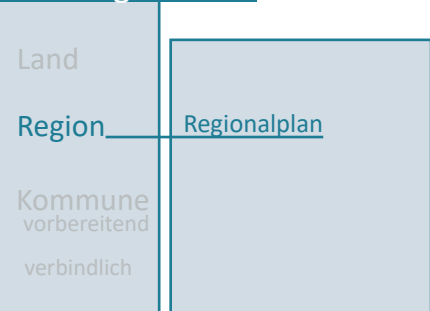 Land
Region Regionalplan
Kommune
vorbereitend
verbindlich